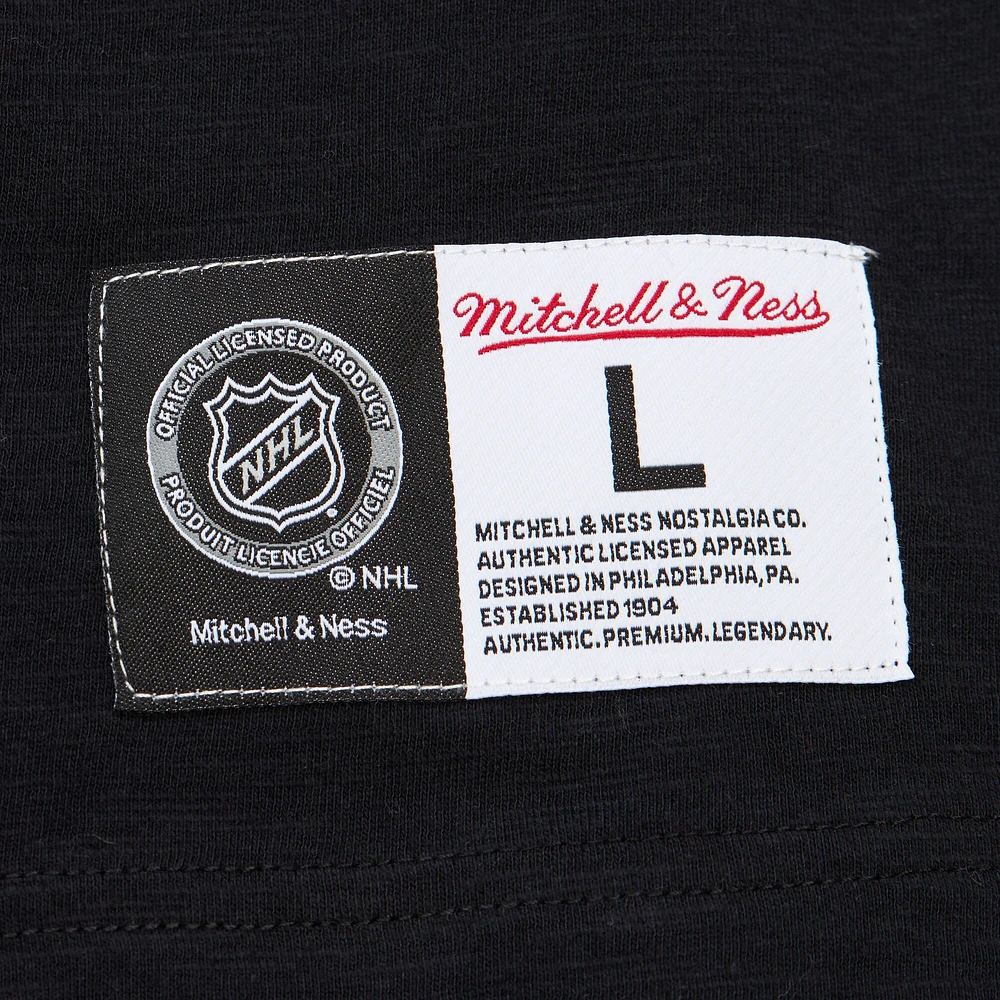 OFFICIAL LICENSED PRODUCT
NHL
PRODUIT LICENCIE OFFICIEL
© NHL
Mitchell & Ness
Mitchell & Ness
L
MITCHELL & NESS NOSTALGIA CO.
AUTHENTIC LICENSED APPAREL
DESIGNED IN PHILADELPHIA, PA.
ESTABLISHED 1904
AUTHENTIC. PREMIUM. LEGENDARY.